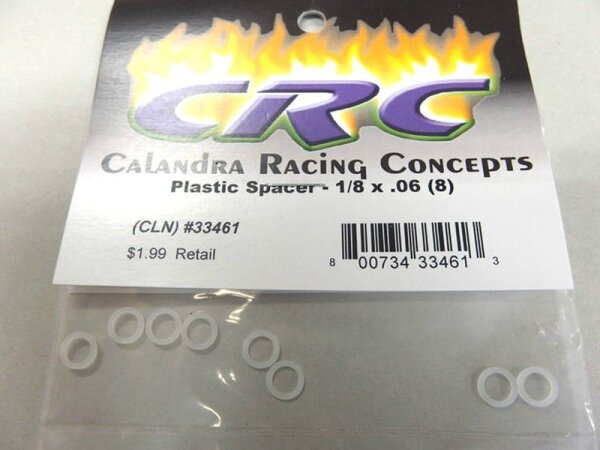 CRC
CALANDRA RACING CONCEPTS
Plastic Spacer - 1/8 x .06 (8)
(CLN) #33461
$1.99 Retail
8 00734 33461 3